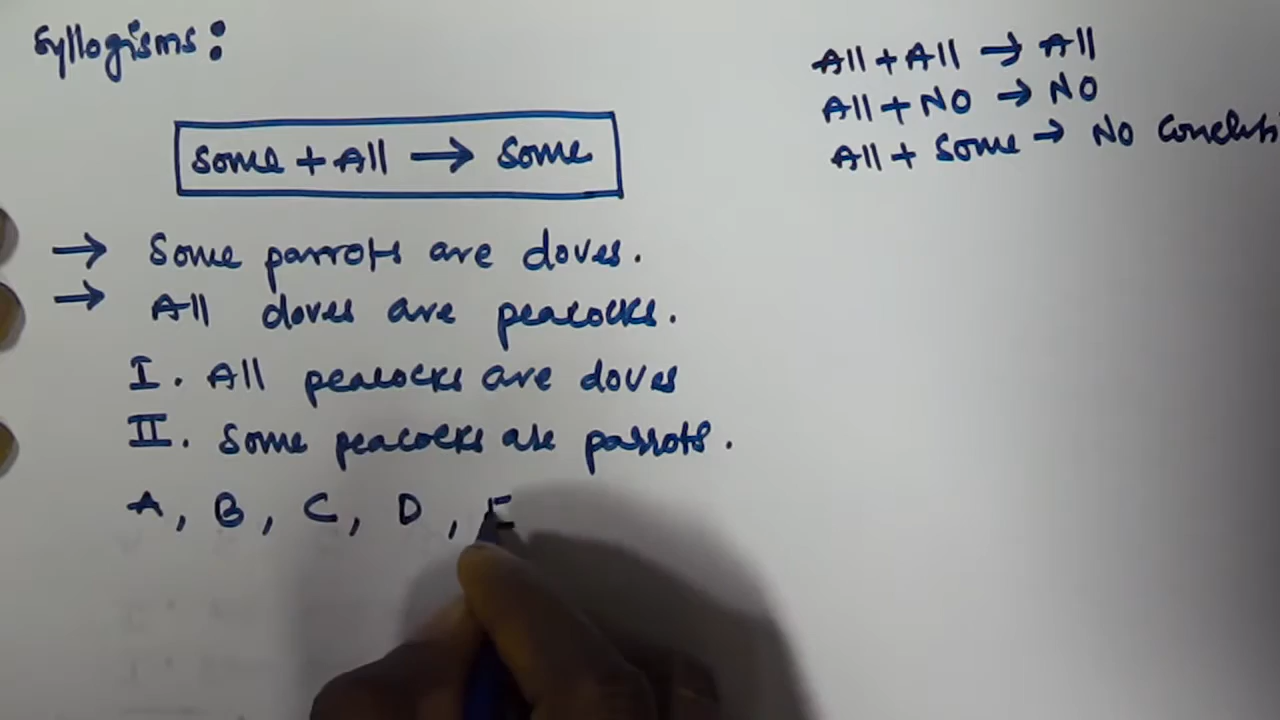 Syllogisms:
All + All → All
All + NO → NO
All + Some → No
Some + All → Some
→ Some parrots are doves.
→ All doves are peacocks.
I. All peacocks are doves
II. Some peacocks are parrots.
A, B, C, D, E